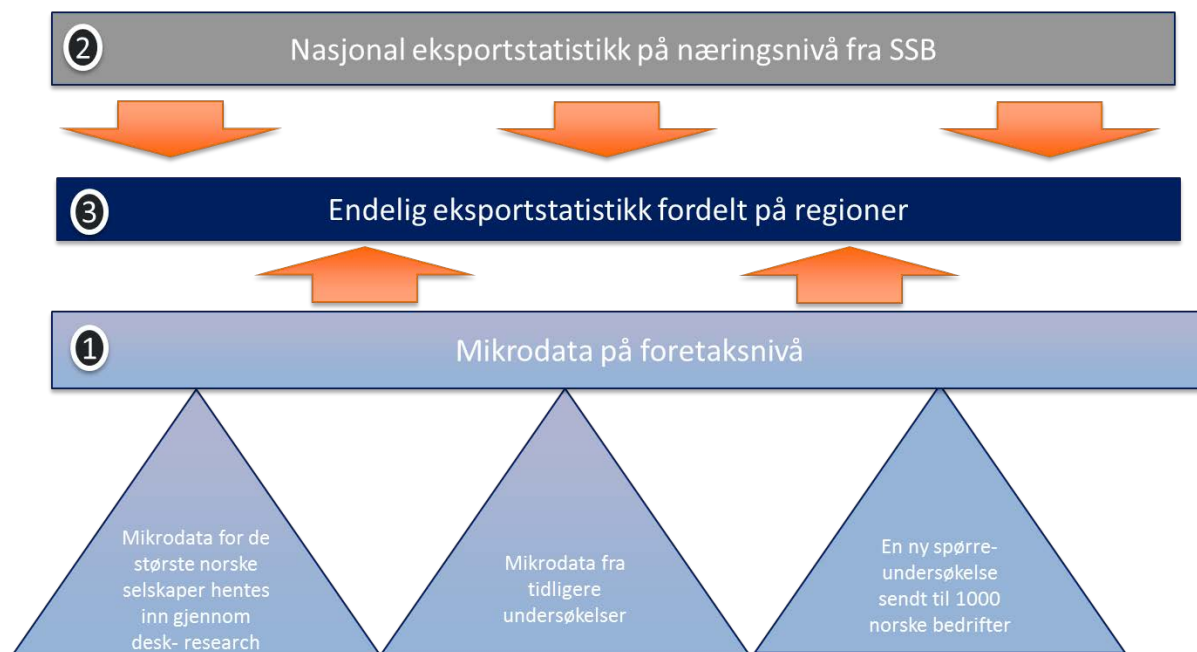 2 Nasjonal eksportstatistikk på næringsnivå fra SSB
3 Endelig eksportstatistikk fordelt på regioner
1 Mikrodata på foretaksnivå
Mikrodata for de
største norske
selskaper hentes
inn gjennom
desk- research
Mikrodata fra
tidligere
undersøkelser
En ny spørre-
undersøkelse
sendt til 1000
norske bedrifter